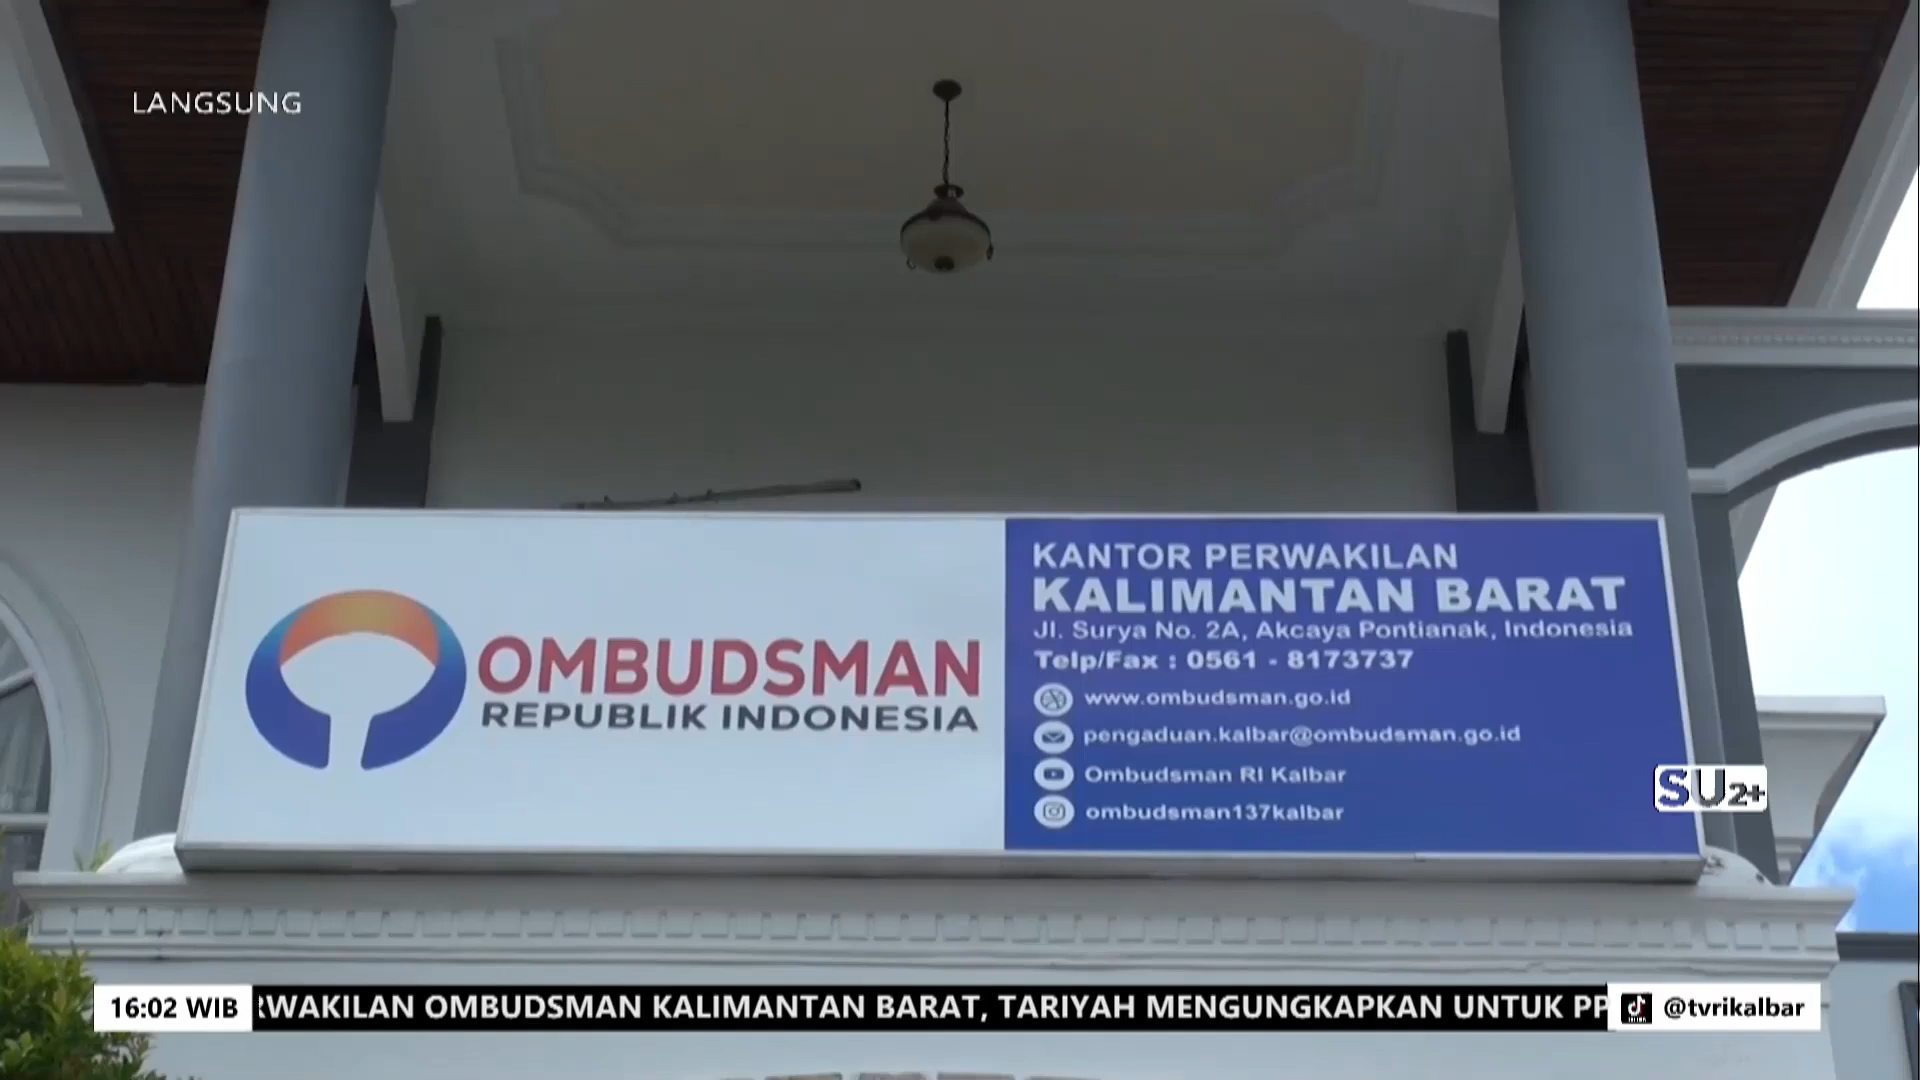 LANGSUNG
OMBUDSMAN
REPUBLIK INDONESIA
KANTOR PERWAKILAN
KALIMANTAN BARAT
Jl. Surya No. 2A, Akcaya Pontianak, Indonesia
Telp/Fax : 0561 - 8173737
www.ombudsman.go.id
pengaduan.kalbar@ombudsman.go.id
Ombudsman RI Kalbar
ombudsman137kalbar
SU2+
16:02 WIB
RWAKILAN OMBUDSMAN KALIMANTAN BARAT, TARIYAH MENGUNGKAPKAN UNTUK PP
@tvrikalbar